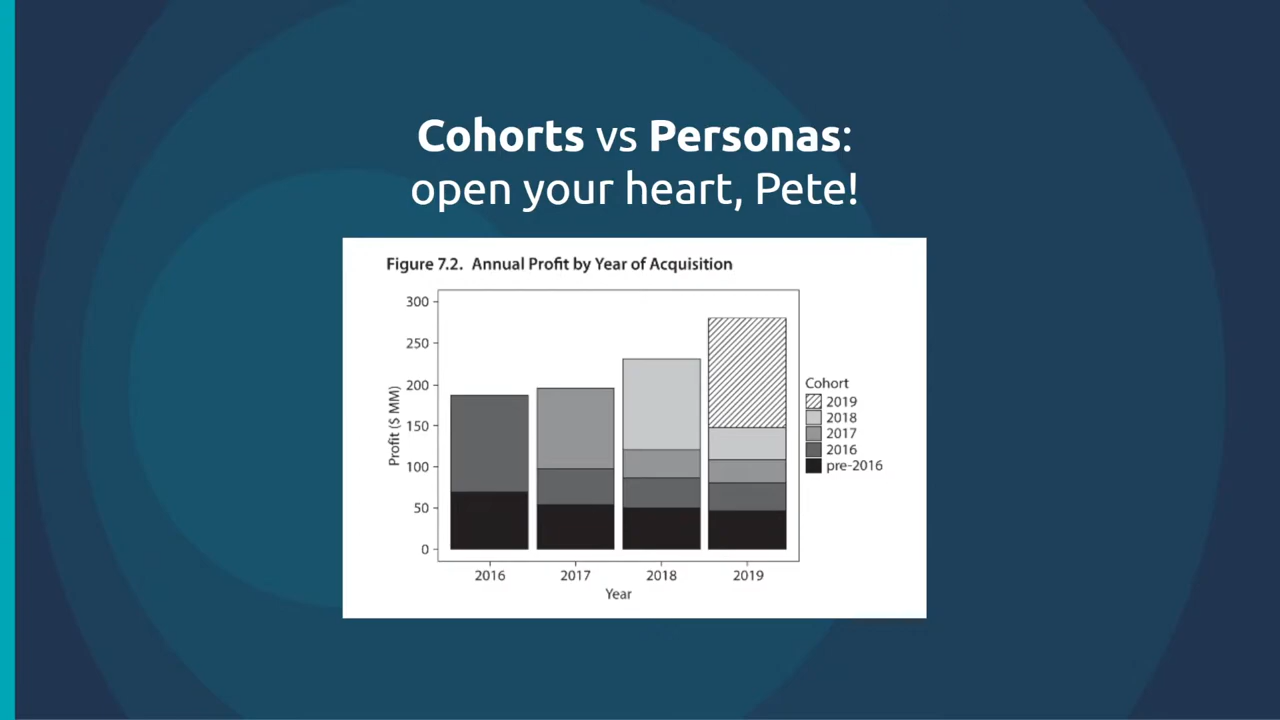 Cohorts vs Personas:
open your heart, Pete!
Figure 7.2. Annual Profit by Year of Acquisition
300
250
200
150
100
50
0
Profit ($ MM)
2016
2017
2018
2019
Year
Cohort
2019
2018
2017
2016
pre-2016